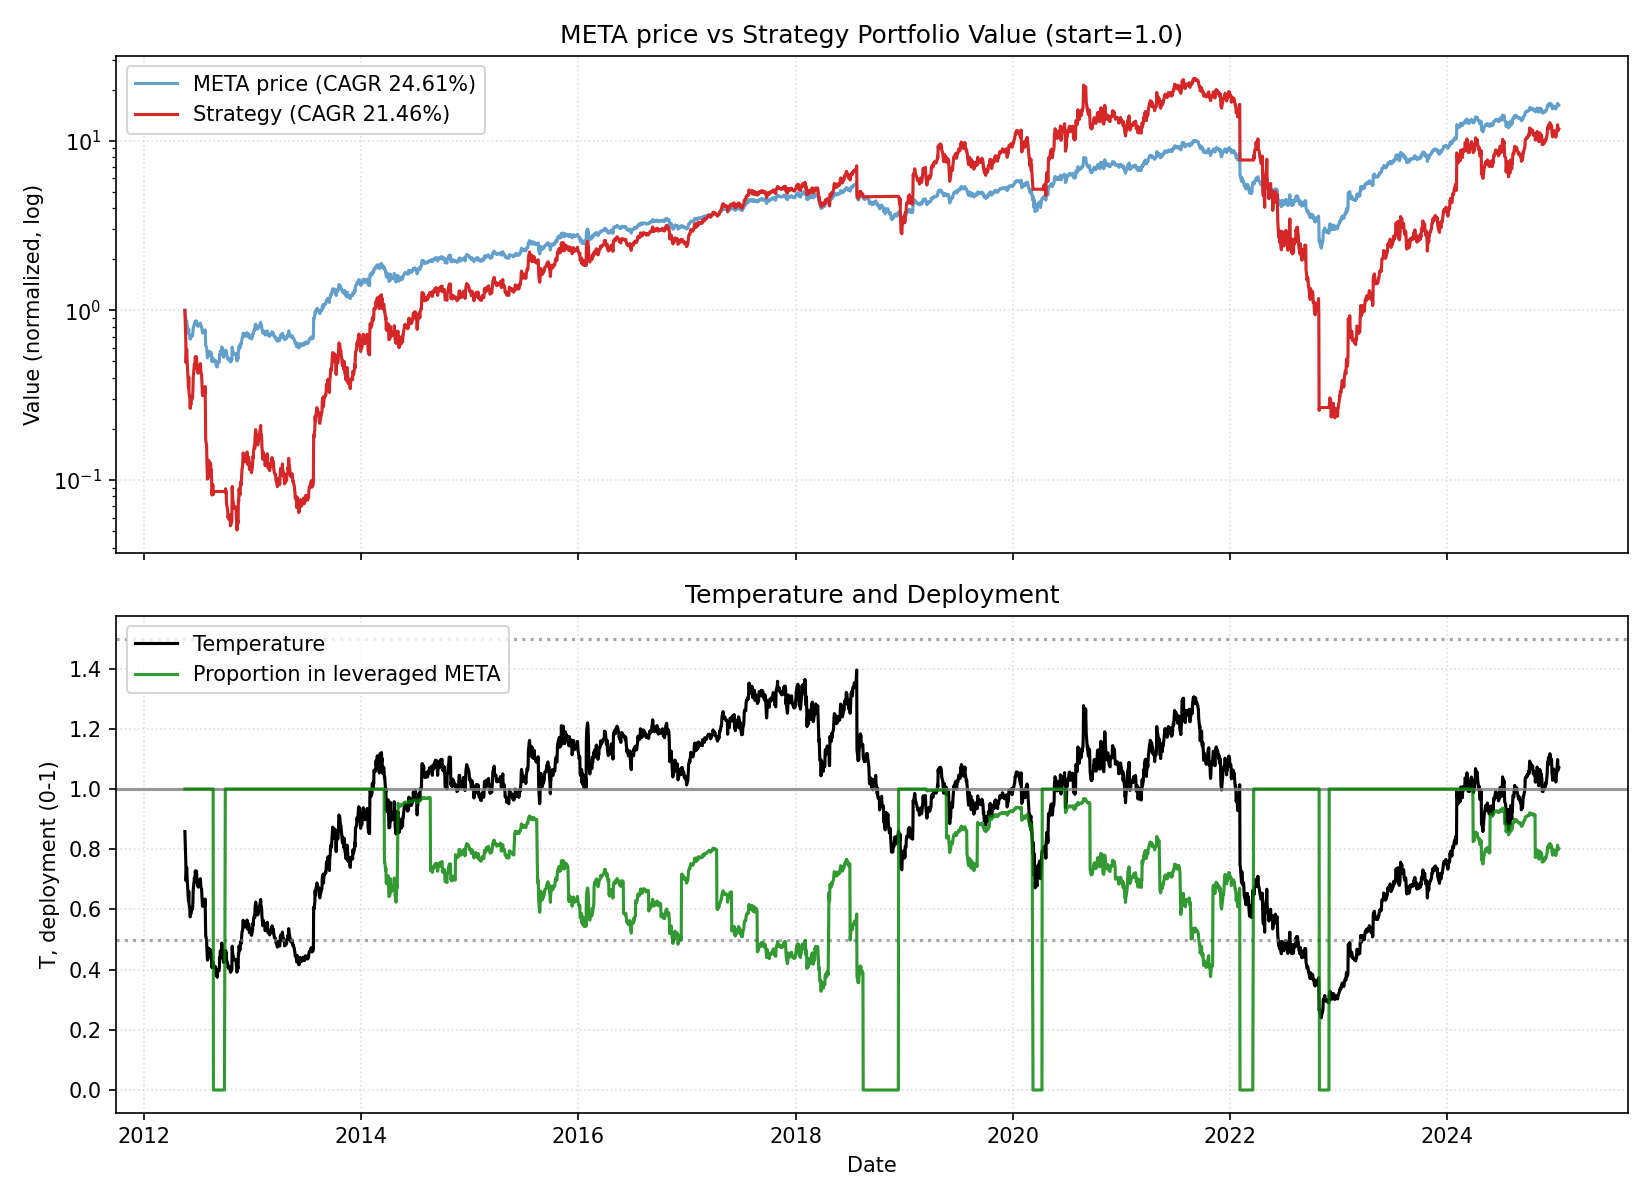 META price vs Strategy Portfolio Value (start=1.0)
META price (CAGR 24.61%)
Strategy (CAGR 21.46%)
Value (normalized, log)
10^1
10^0
10^−1
Temperature and Deployment
Temperature
Proportion in leveraged META
T, deployment (0-1)
1.4
1.2
1.0
0.8
0.6
0.4
0.2
0.0
2012 2014 2016 2018 2020 2022 2024
Date